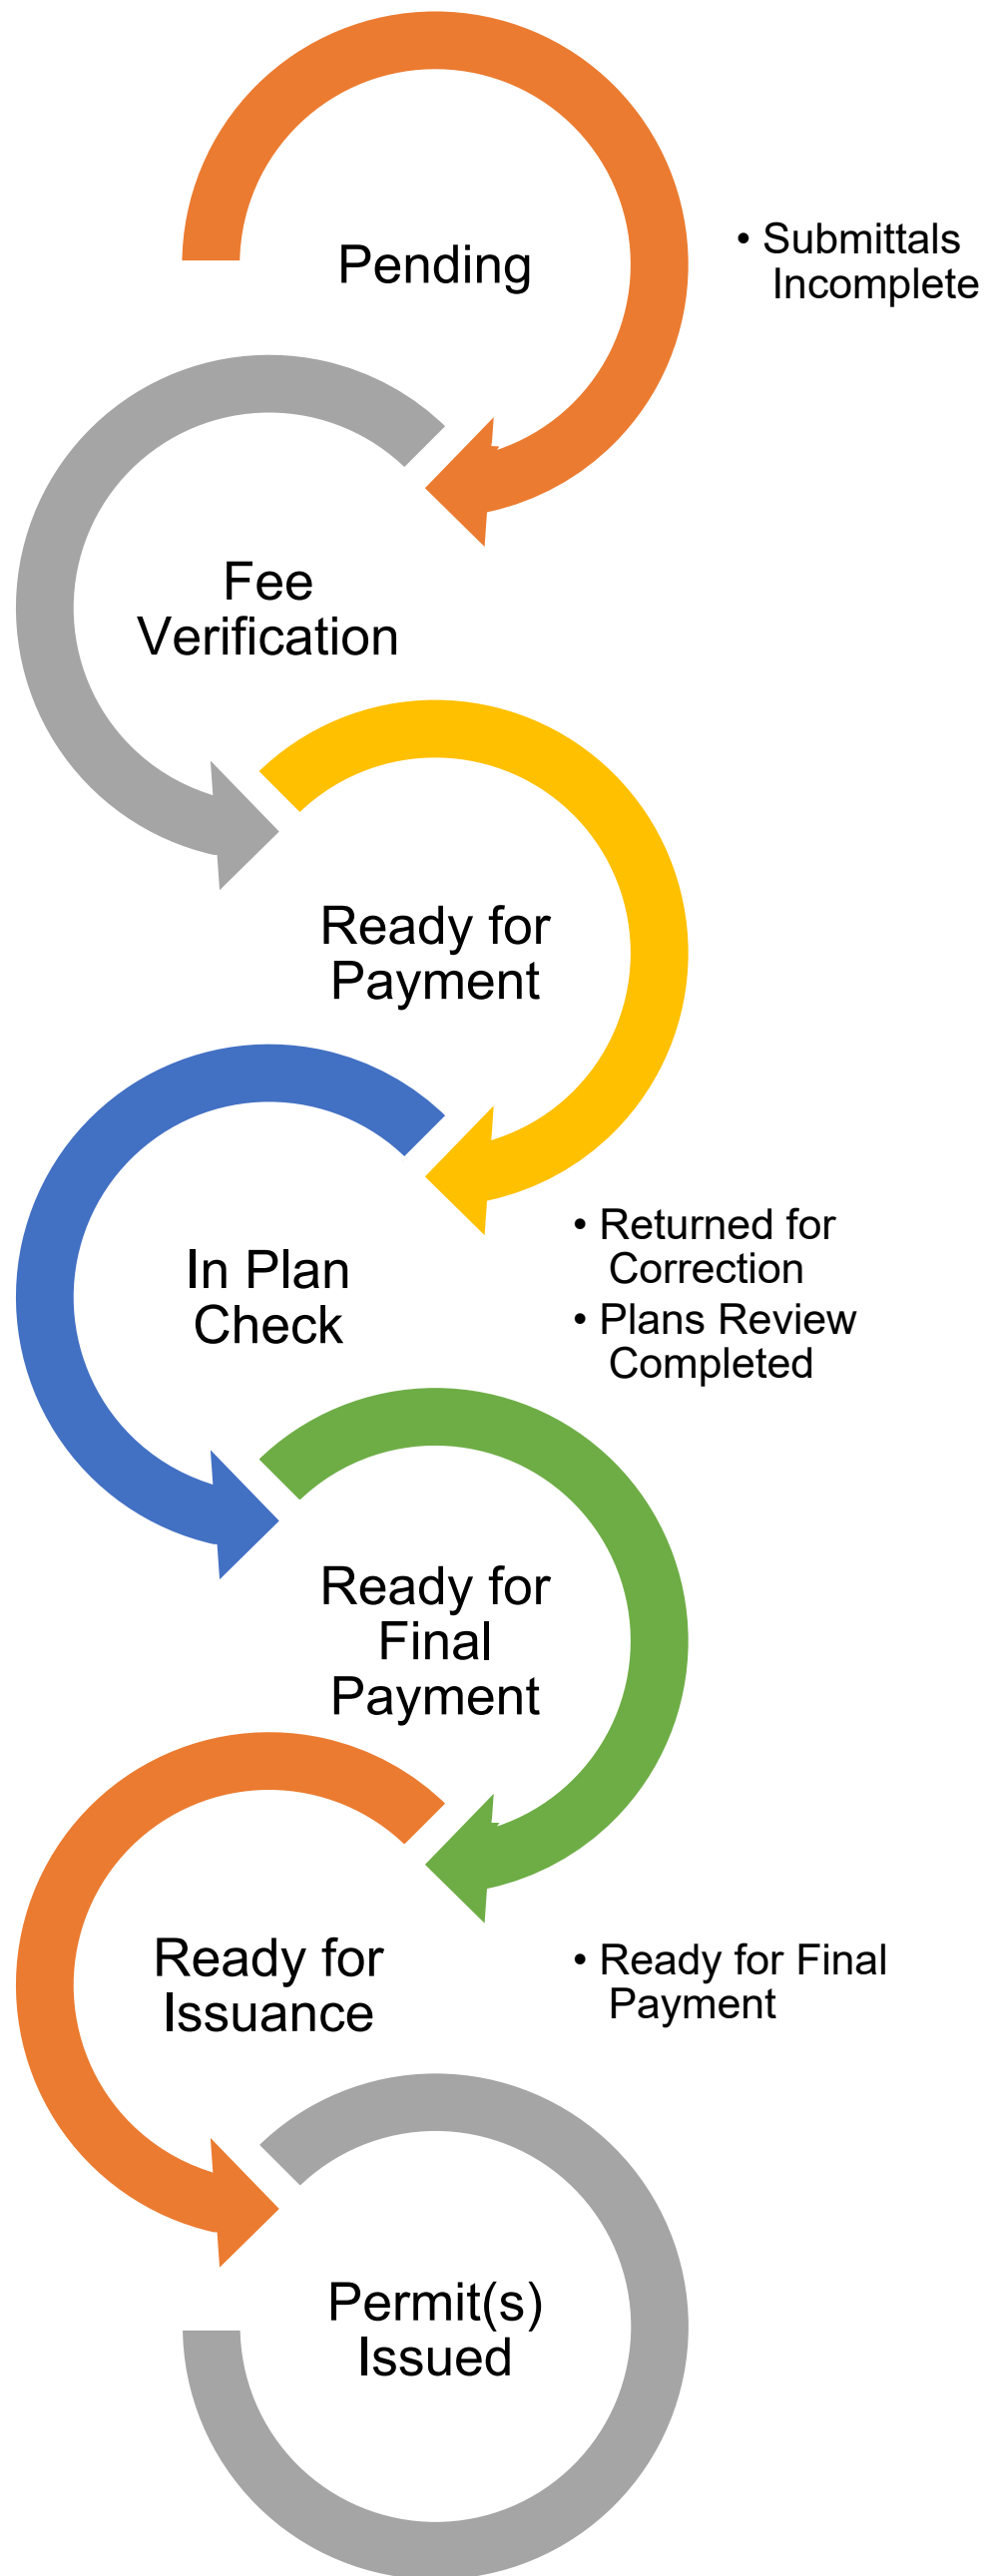 Pending
• Submittals
Incomplete
Fee
Verification
Ready for
Payment
In Plan
Check
• Returned for
Correction
• Plans Review
Completed
Ready for
Final
Payment
Ready for
Issuance
• Ready for Final
Payment
Permit(s)
Issued